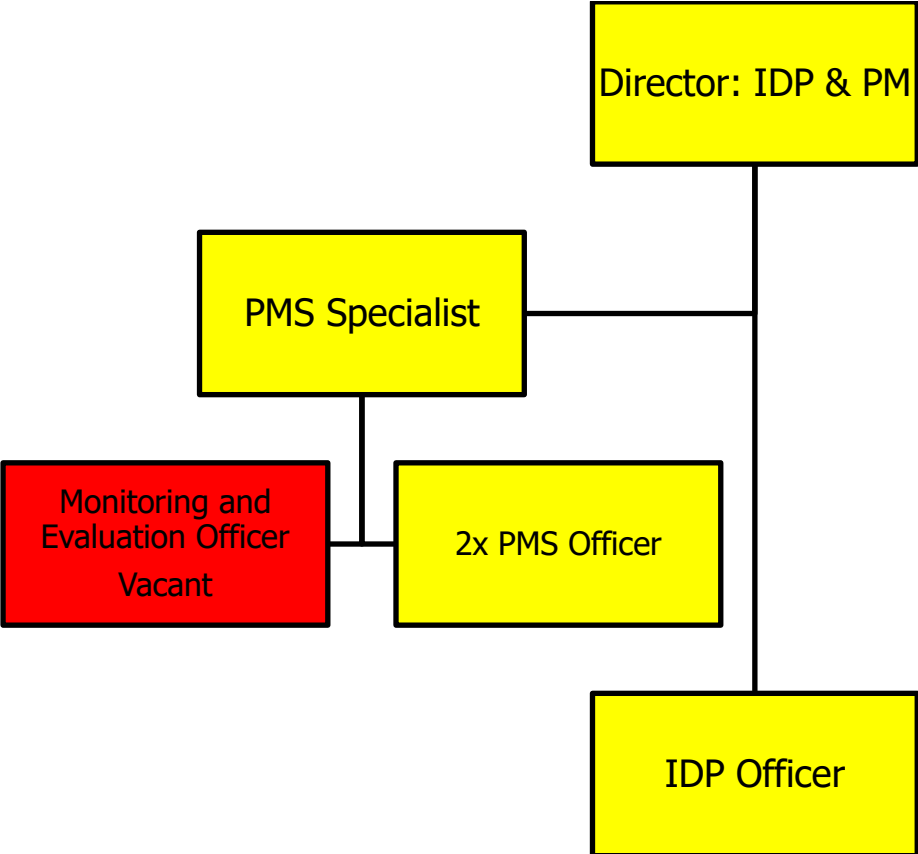 Director: IDP & PM
PMS Specialist
Monitoring and
Evaluation Officer
Vacant
2x PMS Officer
IDP Officer